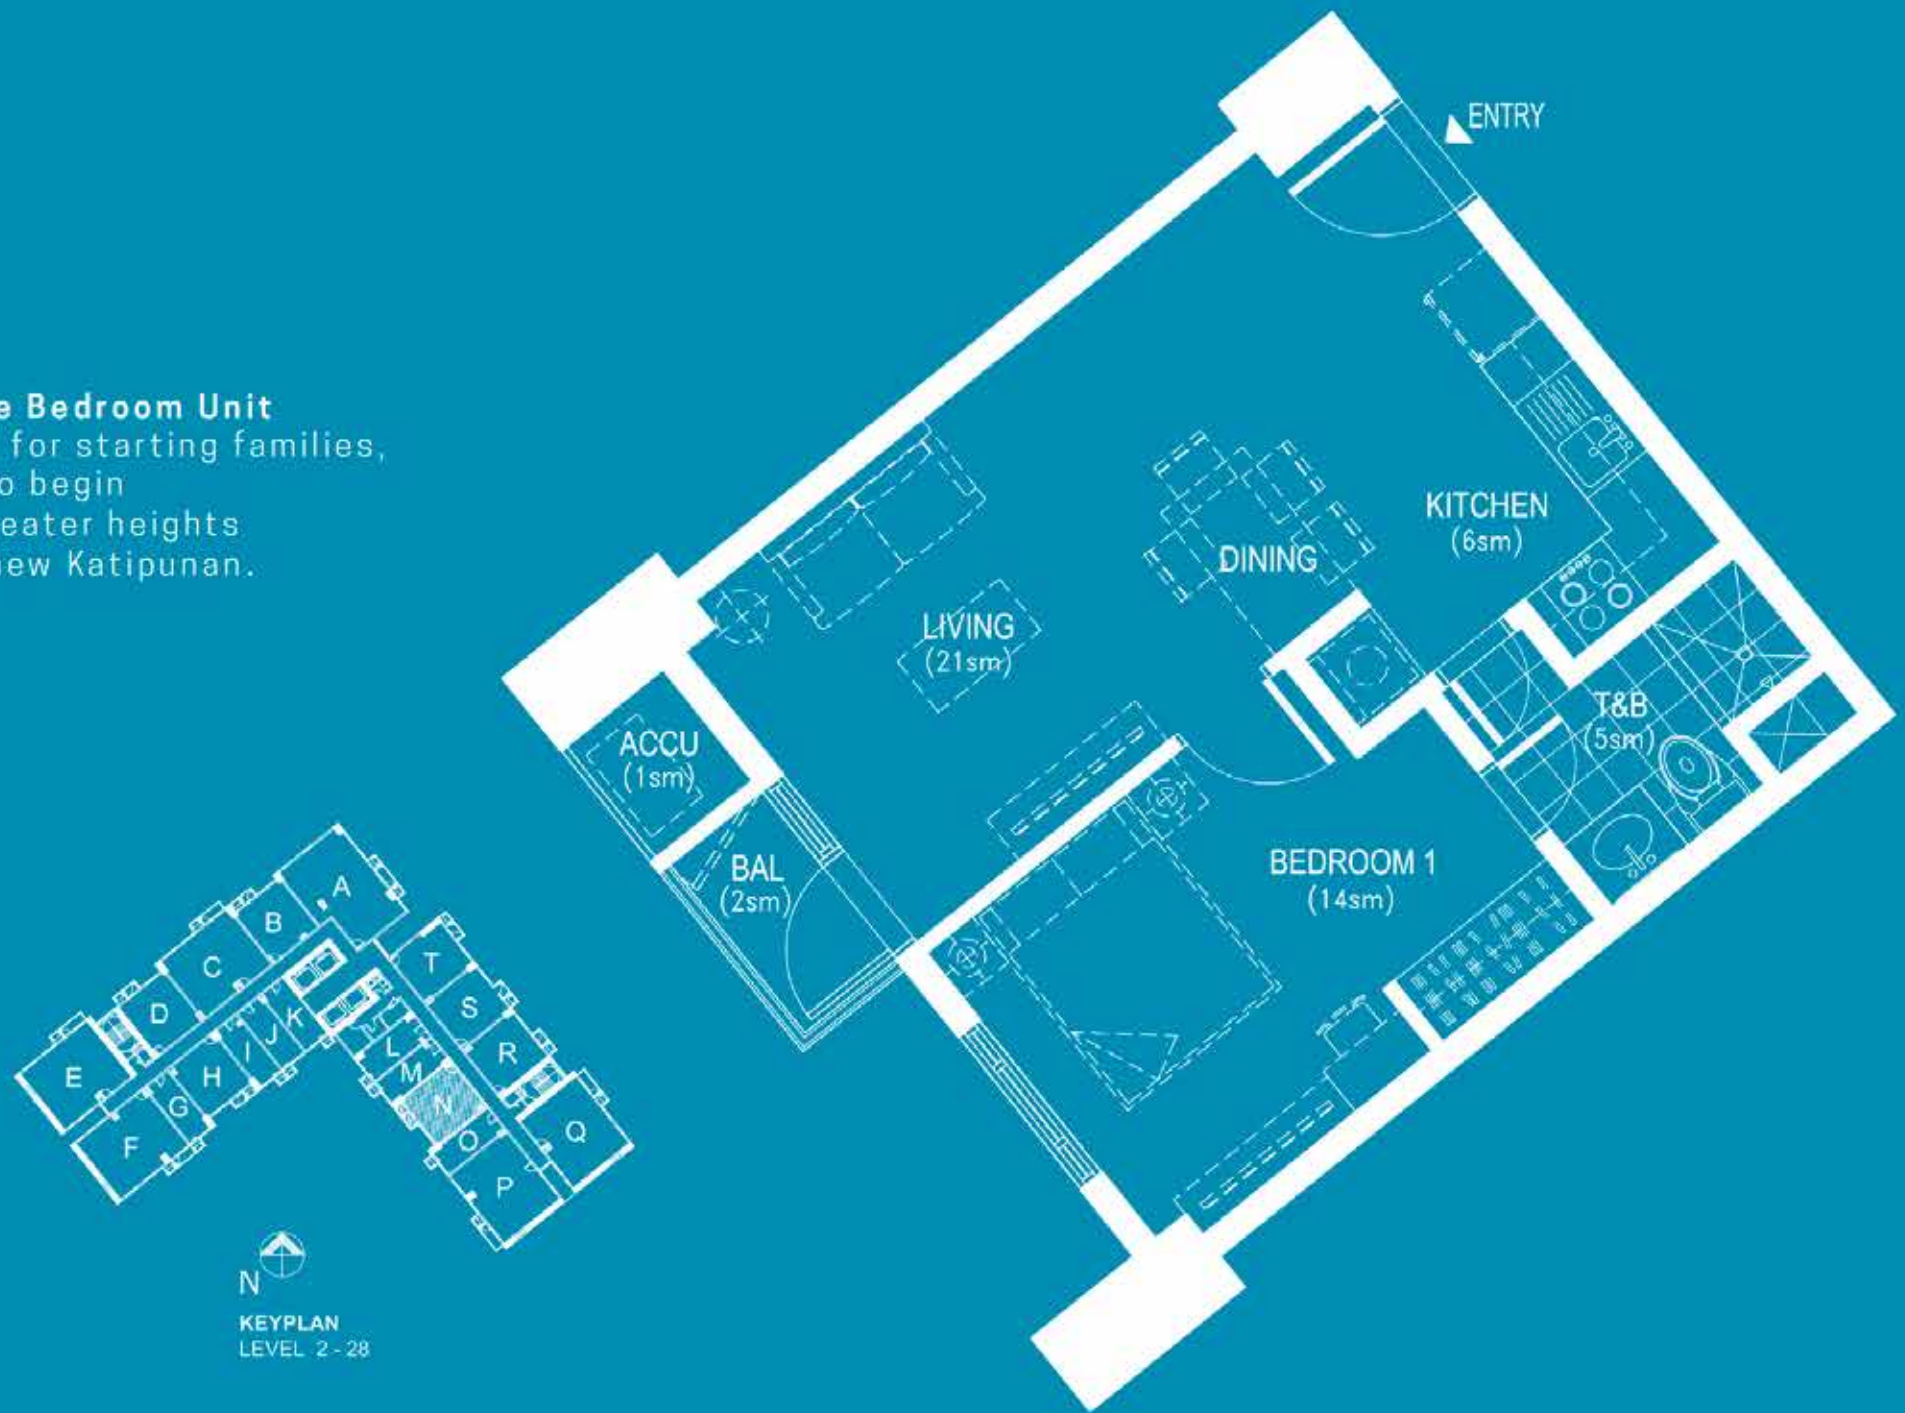 ENTRY
e Bedroom Unit
for starting families,
o begin
eater heights
new Katipunan.
KITCHEN
(6sm)
DINING
LIVING
(21sm)
T&B
(5sm)
ACCU
(1sm)
BAL
(2sm)
BEDROOM 1
(14sm)
A
B
C
D
E
F
G
H
I
J
K
L
M
N
O
P
Q
R
S
T
N
KEYPLAN
LEVEL 2 - 28